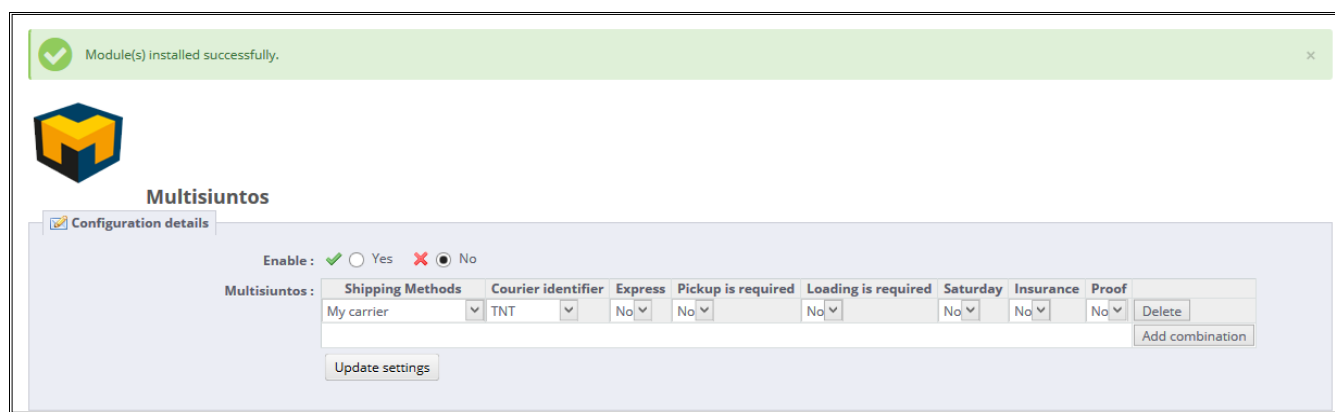 Module(s) installed successfully. ×
Multisiuntos
Configuration details
Enable : Yes No
Multisiuntos : Shipping Methods Courier identifier Express Pickup is required Loading is required Saturday Insurance Proof
My carrier TNT No No No No No No Delete
Add combination
Update settings